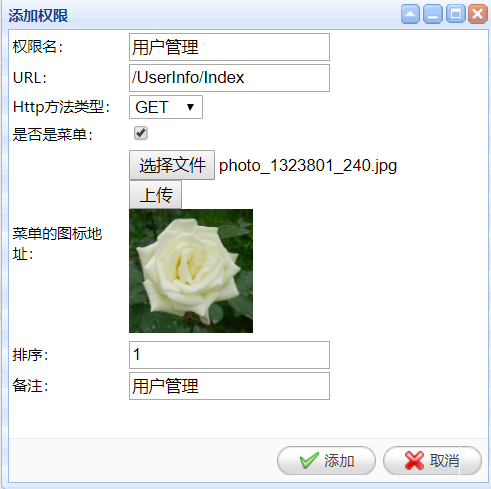 添加权限
权限名： 用户管理
URL： /UserInfo/Index
Http方法类型： GET
是否是菜单：
选择文件 photo_1323801_240.jpg
上传
菜单的图标地
址：
排序： 1
备注： 用户管理
添加 取消